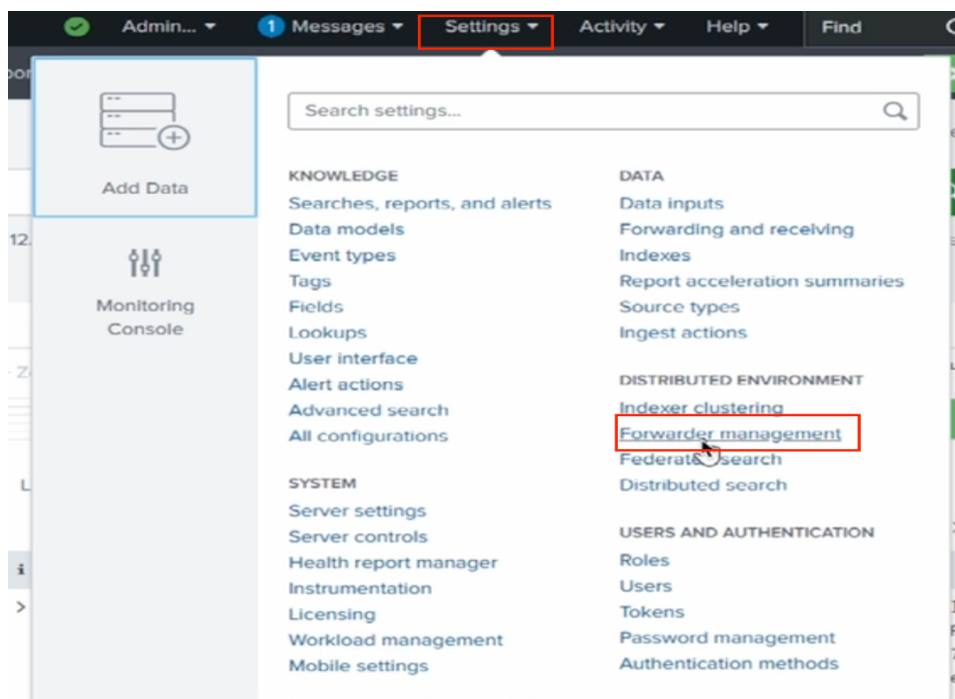 Admin... Messages Settings Activity Help Find
1
Search settings...
Add Data
Monitoring
Console
KNOWLEDGE
Searches, reports, and alerts
Data models
Event types
Tags
Fields
Lookups
User interface
Alert actions
Advanced search
All configurations
SYSTEM
Server settings
Server controls
Health report manager
Instrumentation
Licensing
Workload management
Mobile settings
DATA
Data inputs
Forwarding and receiving
Indexes
Report acceleration summaries
Source types
Ingest actions
DISTRIBUTED ENVIRONMENT
Indexer clustering
Forwarder management
Federated search
Distributed search
USERS AND AUTHENTICATION
Roles
Users
Tokens
Password management
Authentication methods
12.
i